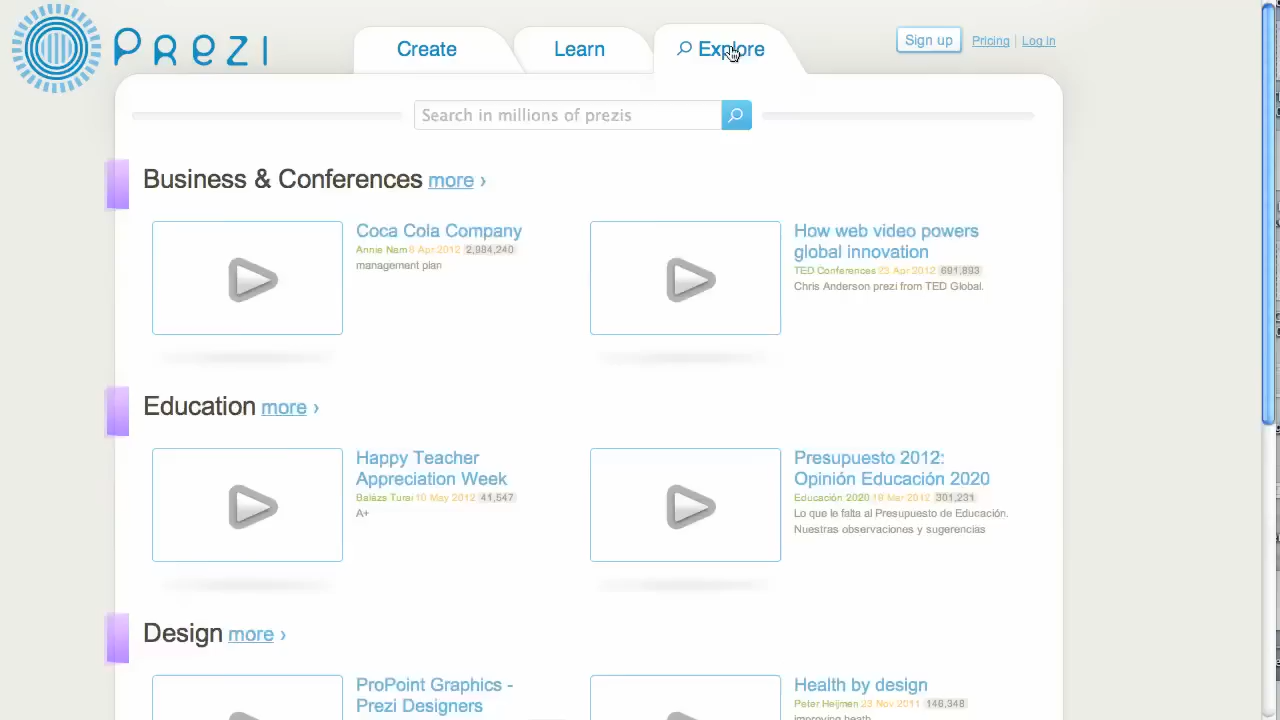 Prezi
Create
Learn
Explore
Sign up
Pricing
Log in
Search in millions of prezis
Business & Conferences more ›
Coca Cola Company
Annie Nam 6 Apr 2012 2,984,240
management plan
How web video powers
global innovation
TED Conferences 23 Apr 2012 691,893
Chris Anderson prezi from TED Global.
Education more ›
Happy Teacher
Appreciation Week
Balázs Turai 10 May 2012 41,547
A+
Presupuesto 2012:
Opinión Educación 2020
Educación 2020 19 Mar 2012 301,231
Lo que le falta al Presupuesto de Educación.
Nuestras observaciones y sugerencias
Design more ›
ProPoint Graphics -
Prezi Designers
Health by design
Peter Heijmen 23 Nov 2011 148,348
improving heath